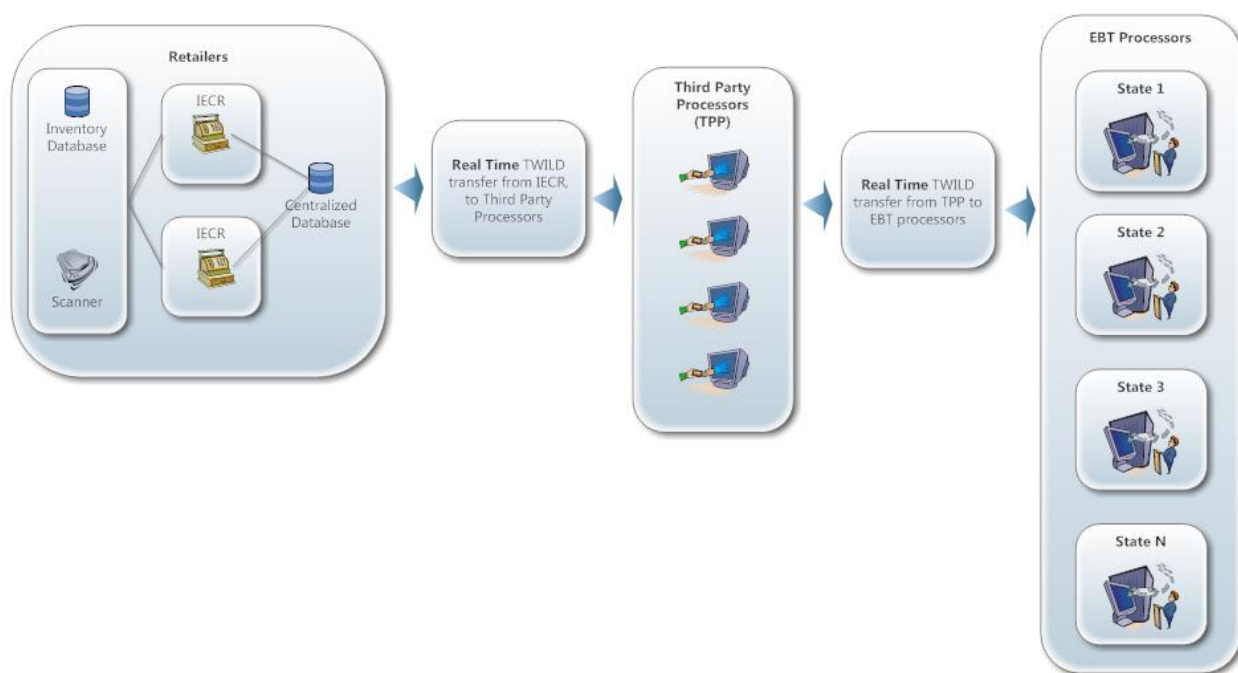 Retailers
Inventory
Database
Scanner
IECR
IECR
Centralized
Database
Real Time TWILD
transfer from IECR,
to Third Party
Processors
Third Party
Processors
(TPP)
Real Time TWILD
transfer from TPP to
EBT processors
EBT Processors
State 1
State 2
State 3
State N